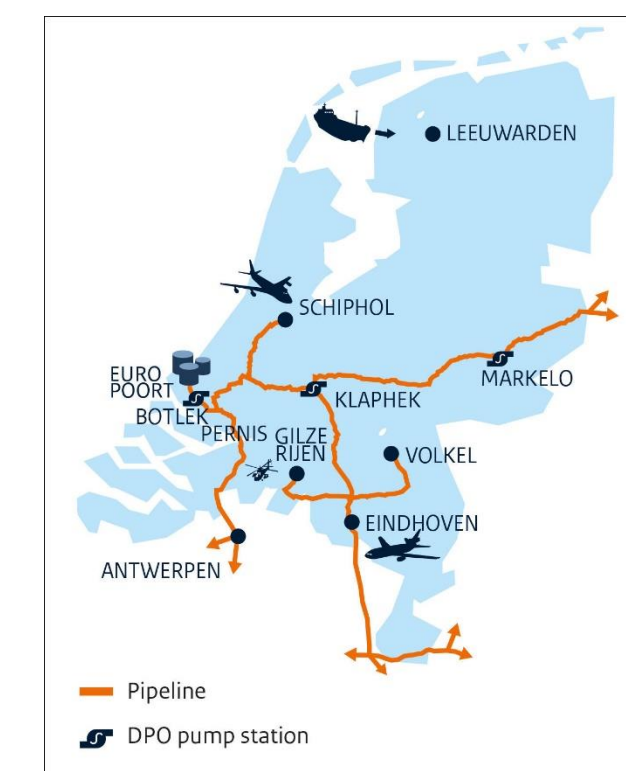 LEEUWARDEN
SCHIPHOL
EURO
POORT
BOTLEK
PERNIS
KLAPHEK
MARKELO
GILZE
RIJEN
VOLKEL
EINDHOVEN
ANTWERPEN
Pipeline
DPO pump station